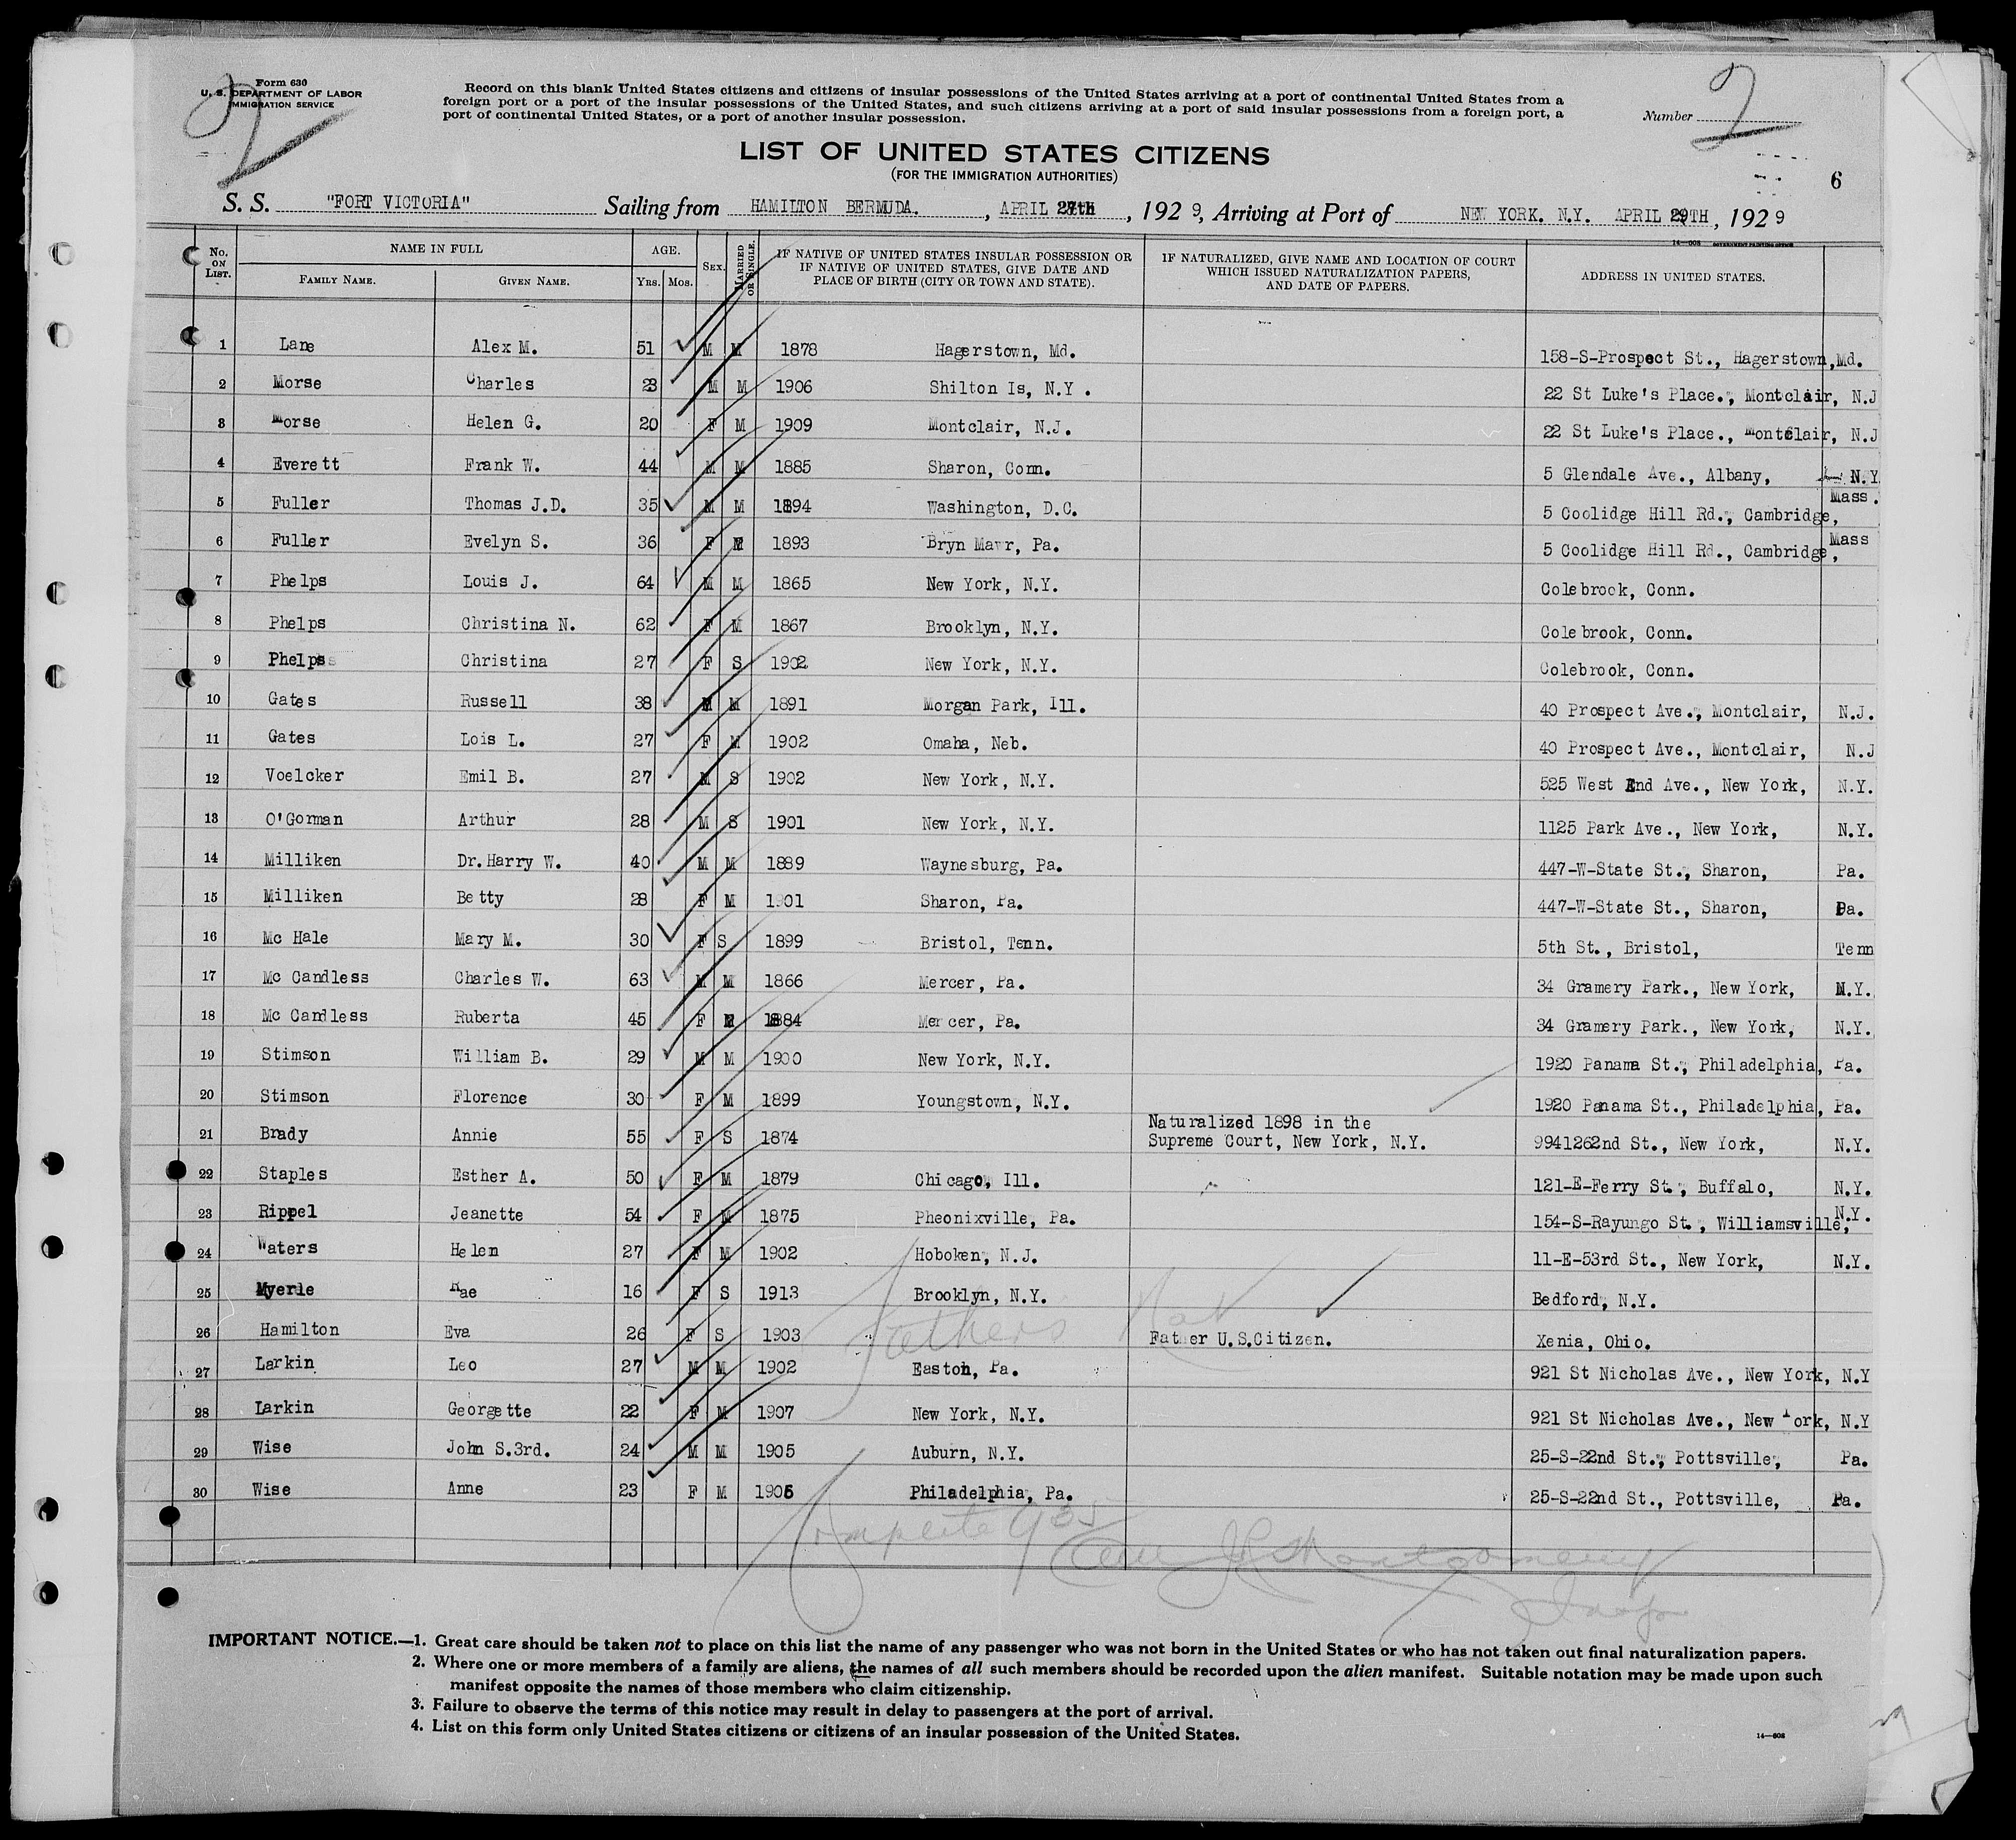 Form 630
U. S. DEPARTMENT OF LABOR
IMMIGRATION SERVICE
2
Record on this blank United States citizens and citizens of insular possessions of the United States arriving at a port of continental United States from a
foreign port or a port of the insular possessions of the United States, and such citizens arriving at a port of said insular possessions from a foreign port, a
port of continental United States, or a port of another insular possession.
Number 2
LIST OF UNITED STATES CITIZENS
(FOR THE IMMIGRATION AUTHORITIES)
6
S. S. "FORT VICTORIA" Sailing from HAMILTON BERMUDA. , APRIL 27th , 1929, Arriving at Port of NEW YORK. N.Y. APRIL 29TH , 1929
14—608 GOVERNMENT PRINTING OFFICE
No. ON LIST. NAME IN FULL FAMILY NAME. GIVEN NAME. AGE. YRS. MOS. SEX. MARRIED OR SINGLE. IF NATIVE OF UNITED STATES INSULAR POSSESSION OR IF NATIVE OF UNITED STATES, GIVE DATE AND PLACE OF BIRTH (CITY OR TOWN AND STATE). IF NATURALIZED, GIVE NAME AND LOCATION OF COURT WHICH ISSUED NATURALIZATION PAPERS, AND DATE OF PAPERS. ADDRESS IN UNITED STATES.
1 Lane Alex M. 51 M M 1878 Hagerstown, Md. 158-S-Prospect St., Hagerstown,Md.
2 Morse Charles 23 M M 1906 Shilton Is, N.Y . 22 St Luke's Place., Montclair, N.J
3 Morse Helen G. 20 F M 1909 Montclair, N.J. 22 St Luke's Place., Montclair, N.J
4 Everett Frank W. 44 M M 1885 Sharon, Conn. 5 Glendale Ave., Albany, N.Y
5 Fuller Thomas J.D. 35 M M 1894 Washington, D.C. 5 Coolidge Hill Rd., Cambridge, Mass.
6 Fuller Evelyn S. 36 F M 1893 Bryn Mawr, Pa. 5 Coolidge Hill Rd., Cambridge, Mass
7 Phelps Louis J. 64 M M 1865 New York, N.Y. Colebrook, Conn.
8 Phelps Christina N. 62 F M 1867 Brooklyn, N.Y. Colebrook, Conn.
9 Phelps Christina 27 F S 1902 New York, N.Y. Colebrook, Conn.
10 Gates Russell 38 M M 1891 Morgan Park, Ill. 40 Prospect Ave., Montclair, N.J.
11 Gates Lois L. 27 F M 1902 Omaha, Neb. 40 Prospect Ave., Montclair, N.J
12 Voelcker Emil B. 27 M S 1902 New York, N.Y. 525 West End Ave., New York, N.Y.
13 O'Gorman Arthur 28 M S 1901 New York, N.Y. 1125 Park Ave., New York, N.Y.
14 Milliken Dr.Harry W. 40 M M 1889 Waynesburg, Pa. 447-W-State St., Sharon, Pa.
15 Milliken Betty 28 F M 1901 Sharon, Pa. 447-W-State St., Sharon, Pa.
16 Mc Hale Mary M. 30 F S 1899 Bristol, Tenn. 5th St., Bristol, Tenn
17 Mc Candless Charles W. 63 M M 1866 Mercer, Pa. 34 Gramery Park., New York, N.Y.
18 Mc Candless Ruberta 45 F M 1884 Mercer, Pa. 34 Gramery Park., New York, N.Y.
19 Stimson William B. 29 M M 1900 New York, N.Y. 1920 Panama St., Philadelphia, Pa.
20 Stimson Florence 30 F M 1899 Youngstown, N.Y. 1920 Panama St., Philadelphia, Pa.
21 Brady Annie 55 F S 1874 Naturalized 1898 in the Supreme Court, New York, N.Y. 9941262nd St., New York, N.Y.
22 Staples Esther A. 50 F M 1879 Chicago, Ill. 121-E-Ferry St., Buffalo, N.Y.
23 Rippel Jeanette 54 F M 1875 Pheonixville, Pa. 154-S-Rayungo St., Williamsville, N.Y.
24 Waters Helen 27 F M 1902 Hoboken, N.J. 11-E-53rd St., New York, N.Y.
25 Myerle Rae 16 F S 1913 Brooklyn, N.Y. Bedford, N.Y.
26 Hamilton Eva 26 F S 1903 fathers Nat Father U.S.Citizen. Xenia, Ohio.
27 Larkin Leo 27 M M 1902 Easton, Pa. 921 St Nicholas Ave., New York, N.Y
28 Larkin Georgette 22 F M 1907 New York, N.Y. 921 St Nicholas Ave., New York, N.Y
29 Wise John S.3rd. 24 M M 1905 Auburn, N.Y. 25-S-22nd St., Pottsville, Pa.
30 Wise Anne 23 F M 1906 Philadelphia, Pa. 25-S-22nd St., Pottsville, Pa.
Complete 935
Montgomery
Insp
IMPORTANT NOTICE.—1. Great care should be taken not to place on this list the name of any passenger who was not born in the United States or who has not taken out final naturalization papers.
2. Where one or more members of a family are aliens, the names of all such members should be recorded upon the alien manifest. Suitable notation may be made upon such
manifest opposite the names of those members who claim citizenship.
3. Failure to observe the terms of this notice may result in delay to passengers at the port of arrival.
4. List on this form only United States citizens or citizens of an insular possession of the United States.
14—608